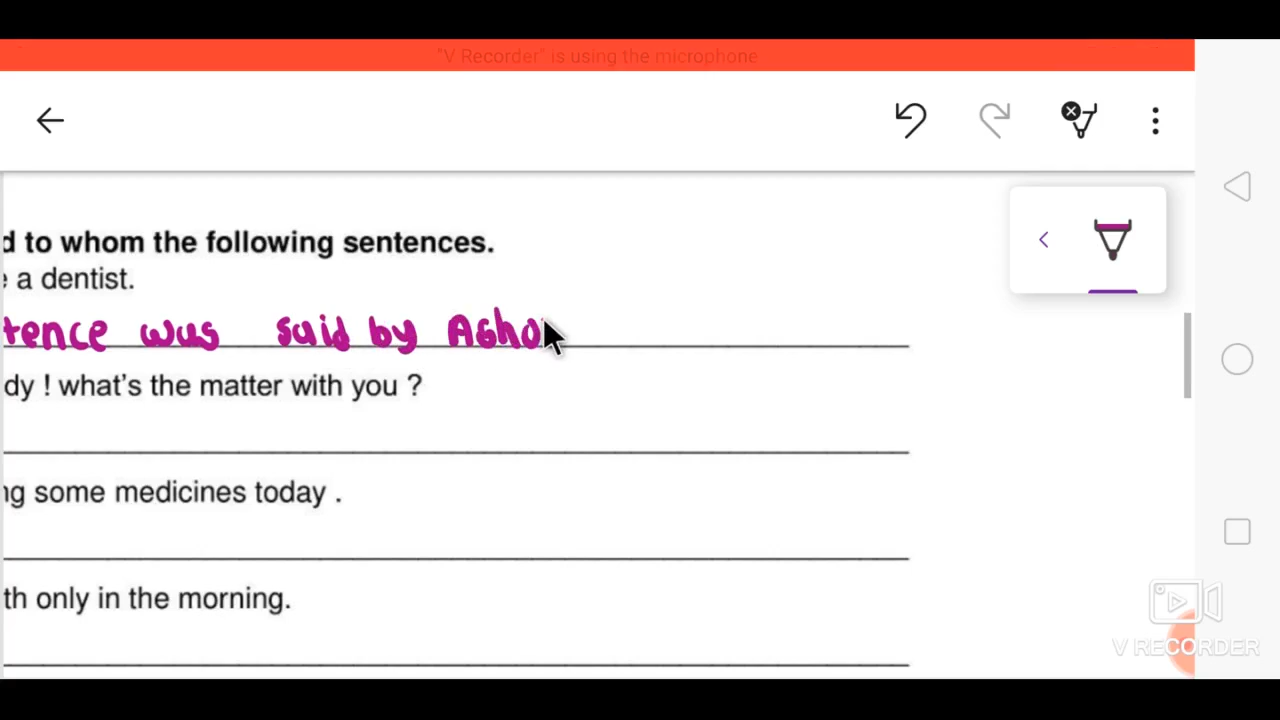 "V Recorder" is using the microphone
d to whom the following sentences.
e a dentist.
tence was said by Asho
dy ! what's the matter with you ?
ng some medicines today .
th only in the morning.
V RECORDER